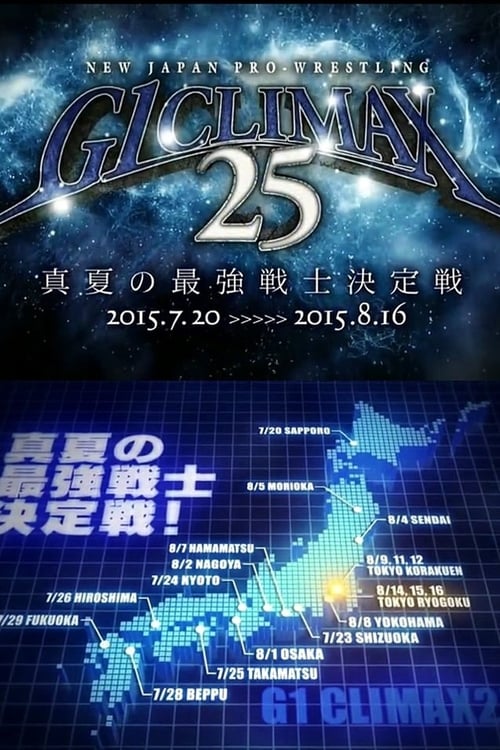 NEW JAPAN PRO-WRESTLING
G1 CLIMAX
25
真夏の最強戦士決定戦
2015.7.20 >>>>> 2015.8.16
真夏の
最強戦士
決定戦!
7/20 SAPPORO
8/5 MORIOKA
8/4 SENDAI
8/7 HAMAMATSU
8/2 NAGOYA
7/24 KYOTO
8/9, 11, 12
TOKYO KORAKUEN
7/26 HIROSHIMA
8/14, 15, 16
TOKYO RYOGOKU
7/29 FUKUOKA
8/8 YOKOHAMA
7/23 SHIZUOKA
8/1 OSAKA
7/25 TAKAMATSU
7/28 BEPPU
G1 CLIMAX2